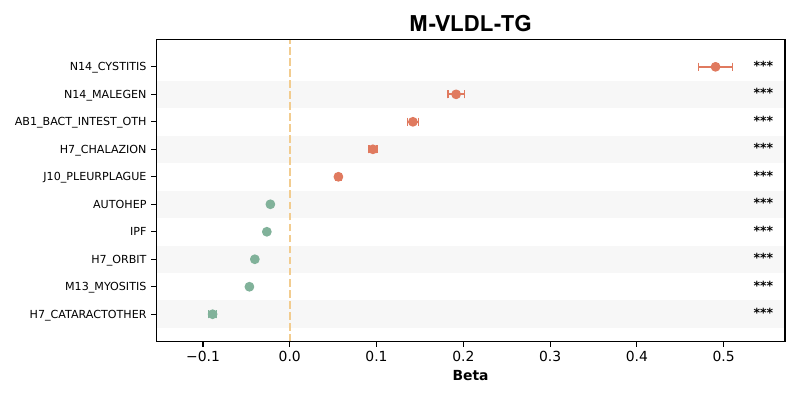 M-VLDL-TG
N14_CYSTITIS ***
N14_MALEGEN ***
AB1_BACT_INTEST_OTH ***
H7_CHALAZION ***
J10_PLEURPLAGUE ***
AUTOHEP ***
IPF ***
H7_ORBIT ***
M13_MYOSITIS ***
H7_CATARACTOTHER ***
−0.1 0.0 0.1 0.2 0.3 0.4 0.5
Beta